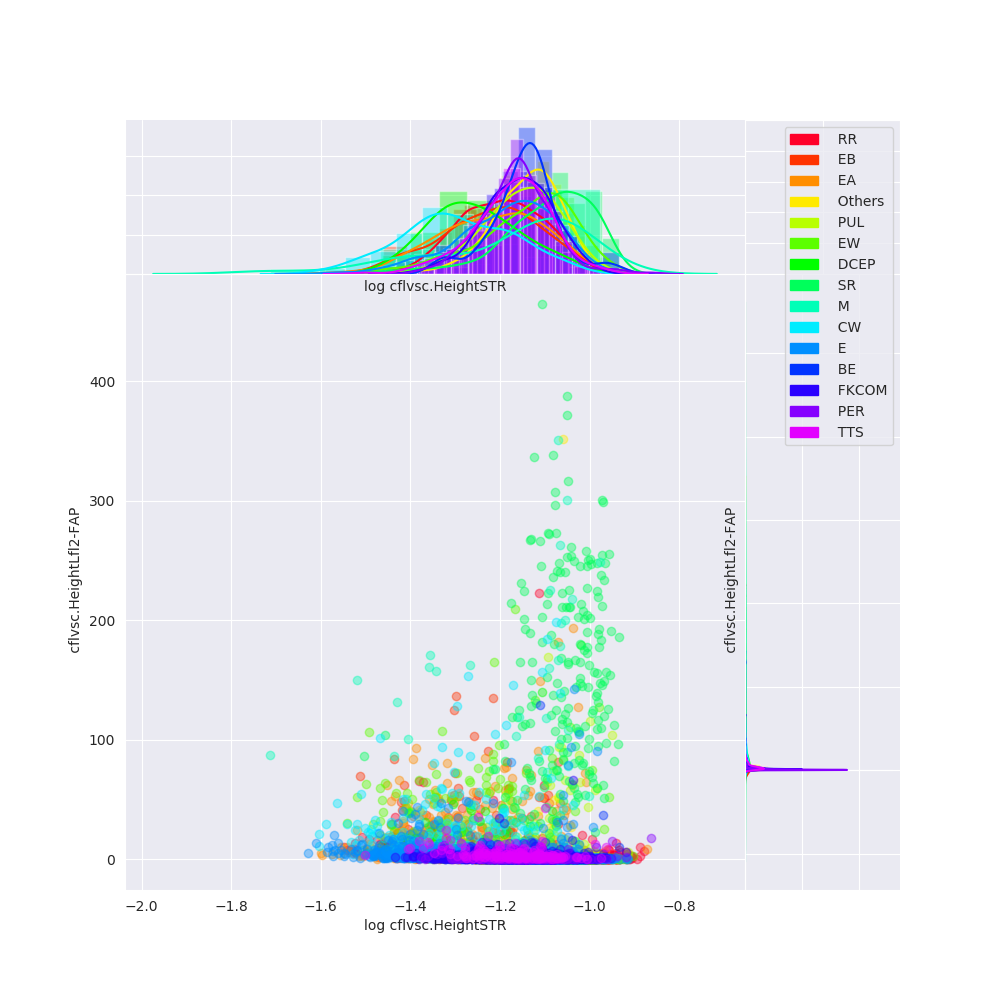 RR
EB
EA
Others
PUL
EW
DCEP
SR
M
CW
E
BE
FKCOM
PER
TTS
log cflvsc.HeightSTR
400
300
200
100
0
cflvsc.HeightLfl2-FAP
cflvsc.HeightLfl2-FAP
−2.0 −1.8 −1.6 −1.4 −1.2 −1.0 −0.8
log cflvsc.HeightSTR